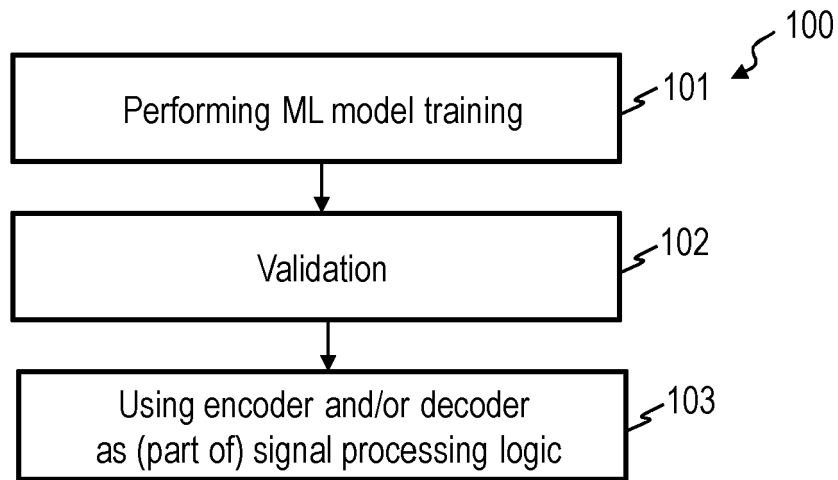 100
Performing ML model training
101
Validation
102
Using encoder and/or decoder
as (part of) signal processing logic
103